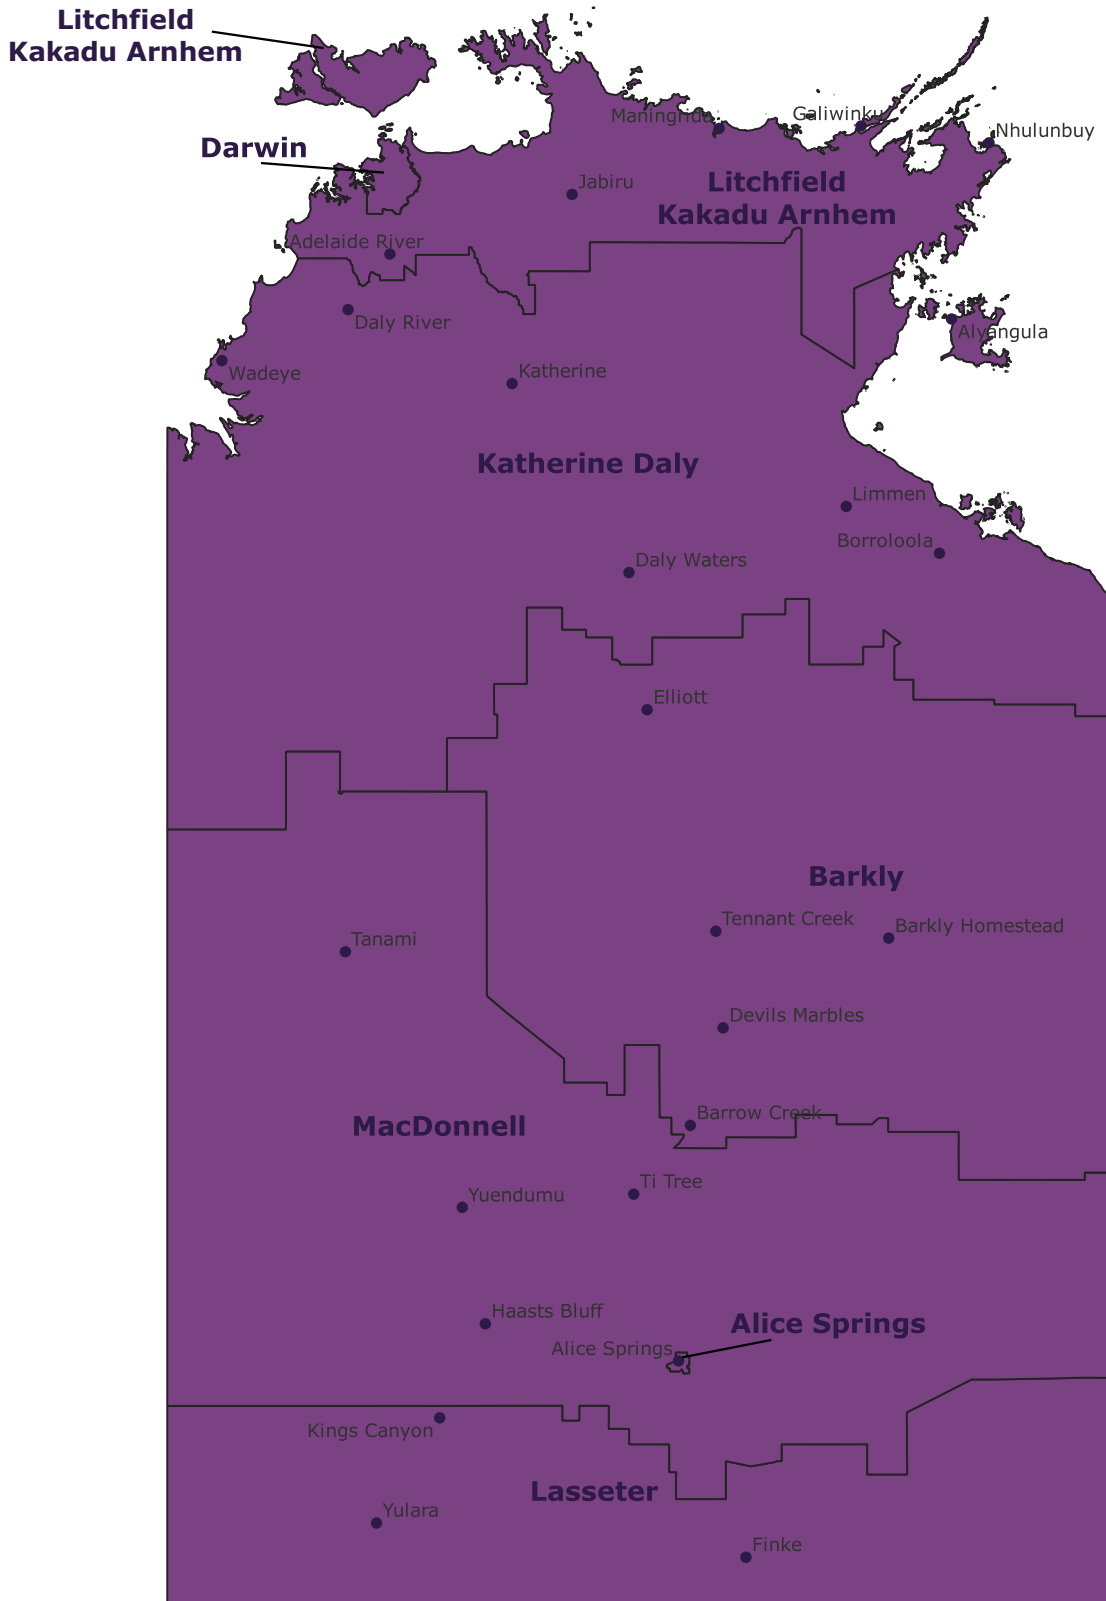 Litchfield
Kakadu Arnhem
Maningrida
Galiwinku
Nhulunbuy
Darwin
Jabiru
Litchfield
Kakadu Arnhem
Adelaide River
Daly River
Alyangula
Wadeye
Katherine
Katherine Daly
Limmen
Borroloola
Daly Waters
Elliott
Barkly
Tennant Creek
Barkly Homestead
Tanami
Devils Marbles
Barrow Creek
MacDonnell
Ti Tree
Yuendumu
Haasts Bluff
Alice Springs
Alice Springs
Kings Canyon
Lasseter
Yulara
Finke